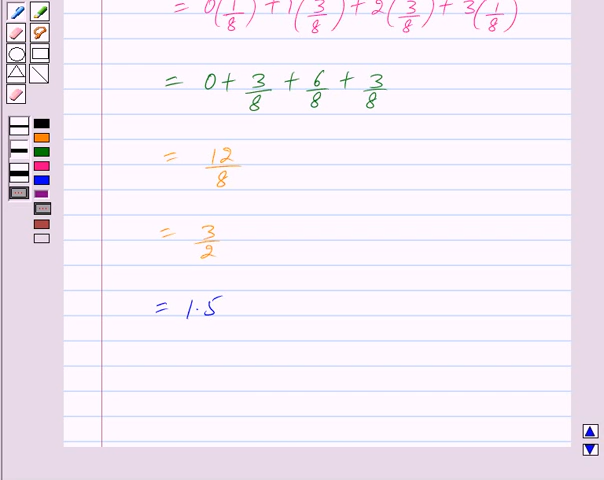 = 0(1/8) + 1(3/8) + 2(3/8) + 3(1/8)
= 0 + 3/8 + 6/8 + 3/8
= 12/8
= 3/2
= 1.5